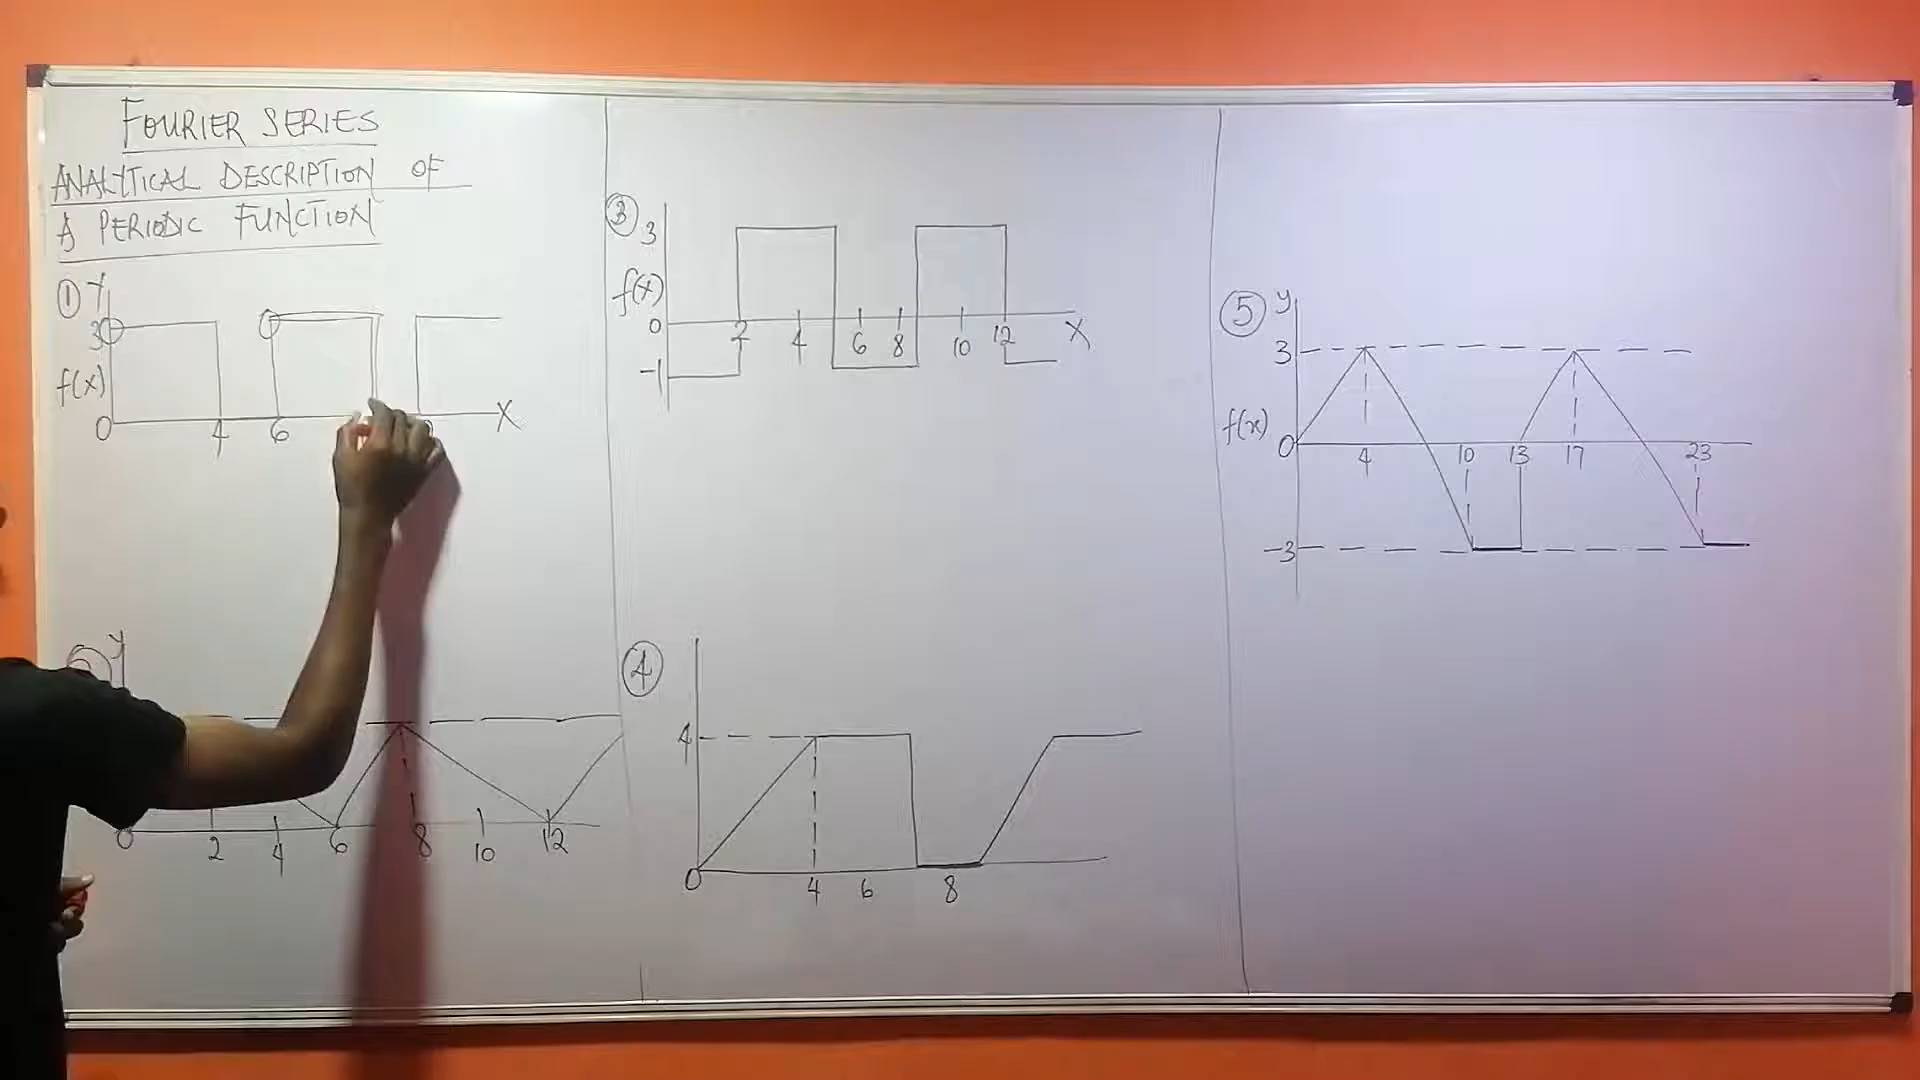 FOURIER SERIES
ANALYTICAL DESCRIPTION OF
A PERIODIC FUNCTION
① Y
3
f(x)
0 4 6 X
y
0 2 4 6 8 10 12
③ 3
f(x)
0 2 4 6 8 10 12 X
-1
④
4
0 4 6 8
⑤ y
3
f(x)
0 4 10 13 17 23
-3